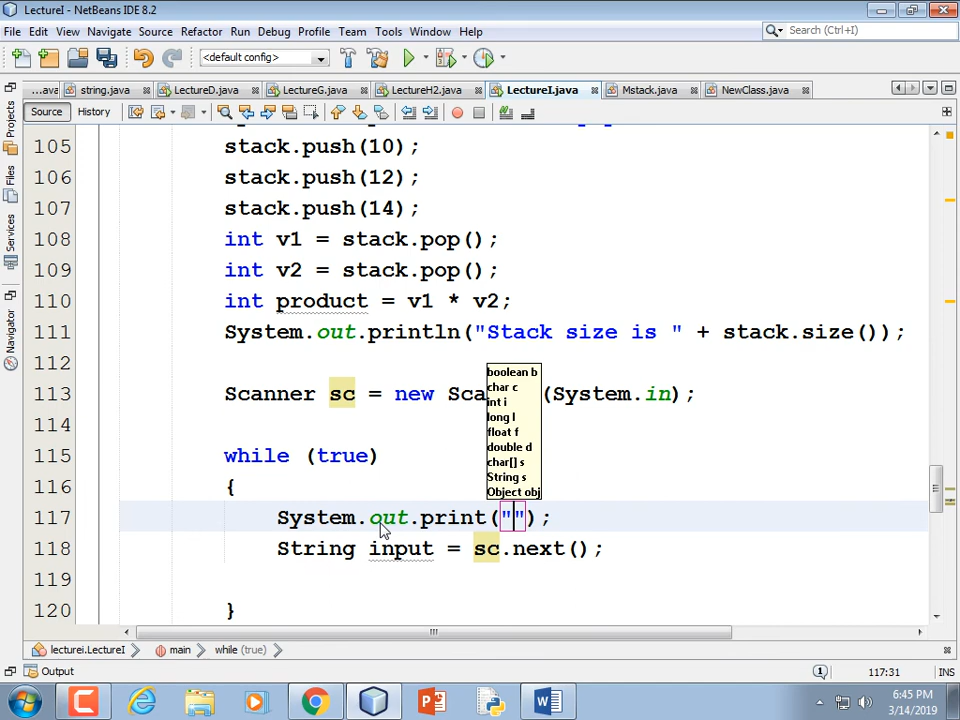 LectureI - NetBeans IDE 8.2
File Edit View Navigate Source Refactor Run Debug Profile Team Tools Window Help
Search (Ctrl+I)
<default config>
...ava string.java LectureD.java LectureG.java LectureH2.java LectureI.java Mstack.java NewClass.java
Source History
Projects
Files
Services
Navigator
105 stack.push(10);
106 stack.push(12);
107 stack.push(14);
108 int v1 = stack.pop();
109 int v2 = stack.pop();
110 int product = v1 * v2;
111 System.out.println("Stack size is " + stack.size());
112
113 Scanner sc = new Sca (System.in);
114
115 while (true)
116 {
117 System.out.print("");
118 String input = sc.next();
119
120 }
boolean b
char c
int i
long l
float f
double d
char[] s
String s
Object obj
lecturei.LectureI main while (true)
Output
1 117:31 INS
6:45 PM
3/14/2019